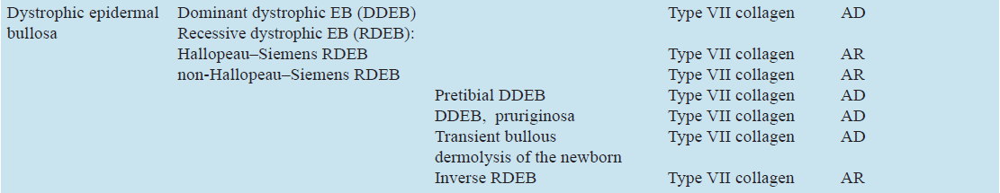 Dystrophic epidermal Dominant dystrophic EB (DDEB) Type VII collagen AD
bullosa Recessive dystrophic EB (RDEB):
Hallopeau–Siemens RDEB Type VII collagen AR
non-Hallopeau–Siemens RDEB Type VII collagen AR
Pretibial DDEB Type VII collagen AD
DDEB, pruriginosa Type VII collagen AD
Transient bullous Type VII collagen AD
dermolysis of the newborn
Inverse RDEB Type VII collagen AR